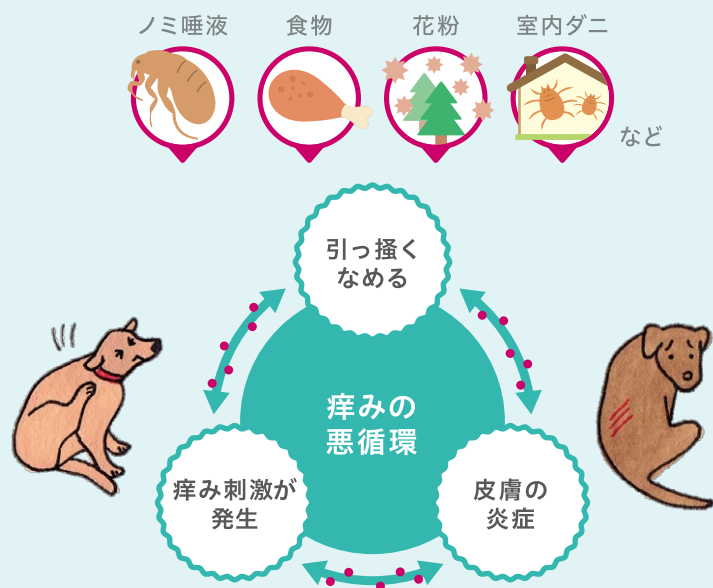 ノミ唾液
食物
花粉
室内ダニ
など
引っ掻く
なめる
痒みの
悪循環
痒み刺激が
発生
皮膚の
炎症